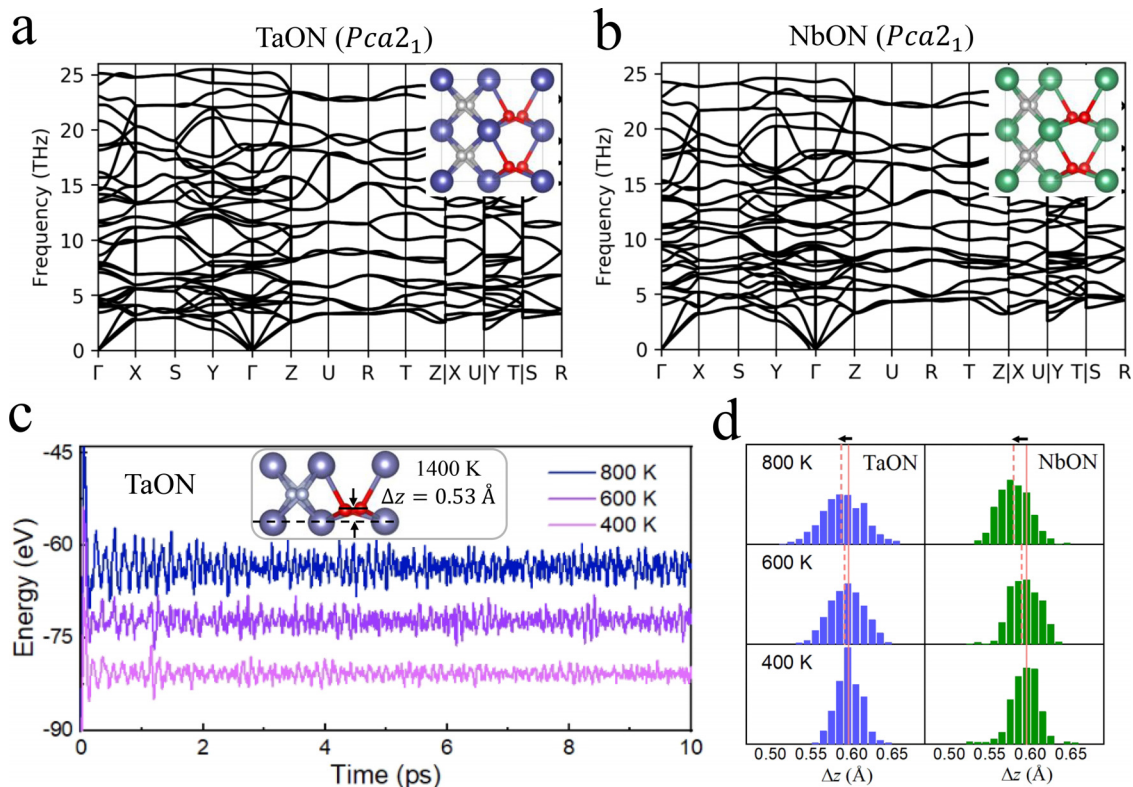 a
TaON (Pca2₁)
b
NbON (Pca2₁)
Frequency (THz)
25
20
15
10
5
0
Γ X S Y Γ Z U R T Z|X U|Y T|S R
Frequency (THz)
25
20
15
10
5
0
Γ X S Y Γ Z U R T Z|X U|Y T|S R
c
TaON
1400 K
Δz = 0.53 Å
800 K
600 K
400 K
Energy (eV)
-45
-60
-75
-90
0 2 4 6 8 10
Time (ps)
d
800 K TaON NbON
600 K
400 K
0.50 0.55 0.60 0.65 0.50 0.55 0.60 0.65
Δz (Å) Δz (Å)